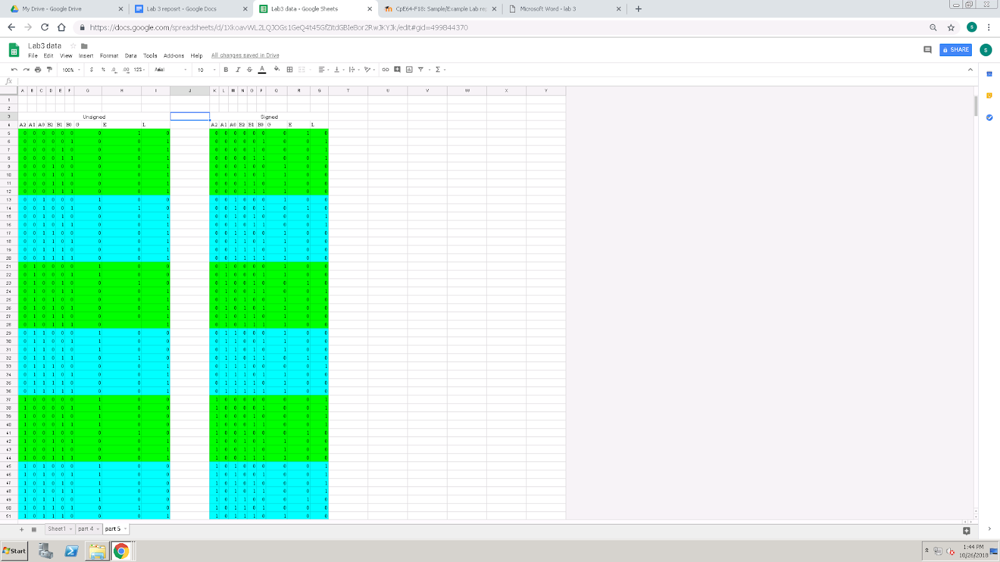 My Drive - Google Drive
Lab 3 reposrt - Google Docs
Lab3 data - Google Sheets
CpE64-F18: Sample/Example Lab re
Microsoft Word - lab 3
https://docs.google.com/spreadsheets/d/1XkoavWL2LQJOGs1GeQ4t45GfZitdGBIeBor2RwJKYJk/edit#gid=499844370
Lab3 data
SHARE
File Edit View Insert Format Data Tools Add-ons Help All changes saved in Drive
100% $ % .0 .00 123 Arial 10 B I S A
fx
A B C D E F G H I J K L M N O P Q R S T U V W X Y
1
2
3 Unsigned Signed
4 A2 A1 A0 B2 B1 B0 G E L A2 A1 A0 B2 B1 B0 G E L
5 0 0 0 0 0 0 0 1 0 0 0 0 0 0 0 0 1 0
6 0 0 0 0 0 1 0 0 1 0 0 0 0 0 1 0 0 1
7 0 0 0 0 1 0 0 0 1 0 0 0 0 1 0 0 0 1
8 0 0 0 0 1 1 0 0 1 0 0 0 0 1 1 0 0 1
9 0 0 0 1 0 0 0 0 1 0 0 0 1 0 0 1 0 0
10 0 0 0 1 0 1 0 0 1 0 0 0 1 0 1 1 0 0
11 0 0 0 1 1 0 0 0 1 0 0 0 1 1 0 1 0 0
12 0 0 0 1 1 1 0 0 1 0 0 0 1 1 1 1 0 0
13 0 0 1 0 0 0 1 0 0 0 0 1 0 0 0 1 0 0
14 0 0 1 0 0 1 0 1 0 0 0 1 0 0 1 0 1 0
15 0 0 1 0 1 0 0 0 1 0 0 1 0 1 0 0 0 1
16 0 0 1 0 1 1 0 0 1 0 0 1 0 1 1 0 0 1
17 0 0 1 1 0 0 0 0 1 0 0 1 1 0 0 1 0 0
18 0 0 1 1 0 1 0 0 1 0 0 1 1 0 1 1 0 0
19 0 0 1 1 1 0 0 0 1 0 0 1 1 1 0 1 0 0
20 0 0 1 1 1 1 0 0 1 0 0 1 1 1 1 1 0 0
21 0 1 0 0 0 0 1 0 0 0 1 0 0 0 0 1 0 0
22 0 1 0 0 0 1 1 0 0 0 1 0 0 0 1 1 0 0
23 0 1 0 0 1 0 0 1 0 0 1 0 0 1 0 0 1 0
24 0 1 0 0 1 1 0 0 1 0 1 0 0 1 1 0 0 1
25 0 1 0 1 0 0 0 0 1 0 1 0 1 0 0 1 0 0
26 0 1 0 1 0 1 0 0 1 0 1 0 1 0 1 1 0 0
27 0 1 0 1 1 0 0 0 1 0 1 0 1 1 0 1 0 0
28 0 1 0 1 1 1 0 0 1 0 1 0 1 1 1 1 0 0
29 0 1 1 0 0 0 1 0 0 0 1 1 0 0 0 1 0 0
30 0 1 1 0 0 1 1 0 0 0 1 1 0 0 1 1 0 0
31 0 1 1 0 1 0 1 0 0 0 1 1 0 1 0 1 0 0
32 0 1 1 0 1 1 0 1 0 0 1 1 0 1 1 0 1 0
33 0 1 1 1 0 0 0 0 1 0 1 1 1 0 0 1 0 0
34 0 1 1 1 0 1 0 0 1 0 1 1 1 0 1 1 0 0
35 0 1 1 1 1 0 0 0 1 0 1 1 1 1 0 1 0 0
36 0 1 1 1 1 1 0 0 1 0 1 1 1 1 1 1 0 0
37 1 0 0 0 0 0 1 0 0 1 0 0 0 0 0 0 0 1
38 1 0 0 0 0 1 1 0 0 1 0 0 0 0 1 0 0 1
39 1 0 0 0 1 0 1 0 0 1 0 0 0 1 0 0 0 1
40 1 0 0 0 1 1 1 0 0 1 0 0 0 1 1 0 0 1
41 1 0 0 1 0 0 0 1 0 1 0 0 1 0 0 0 1 0
42 1 0 0 1 0 1 0 0 1 1 0 0 1 0 1 1 0 0
43 1 0 0 1 1 0 0 0 1 1 0 0 1 1 0 1 0 0
44 1 0 0 1 1 1 0 0 1 1 0 0 1 1 1 1 0 0
45 1 0 1 0 0 0 1 0 0 1 0 1 0 0 0 0 0 1
46 1 0 1 0 0 1 1 0 0 1 0 1 0 0 1 0 0 1
47 1 0 1 0 1 0 1 0 0 1 0 1 0 1 0 0 0 1
48 1 0 1 0 1 1 1 0 0 1 0 1 0 1 1 0 0 1
49 1 0 1 1 0 0 1 0 0 1 0 1 1 0 0 0 1 0
50 1 0 1 1 0 1 0 1 0 1 0 1 1 0 1 1 0 0
51 1 0 1 1 1 0 0 0 1 1 0 1 1 1 0 1 0 0
Sheet1 part 4 part 5
Start
1:44 PM
10/26/2018